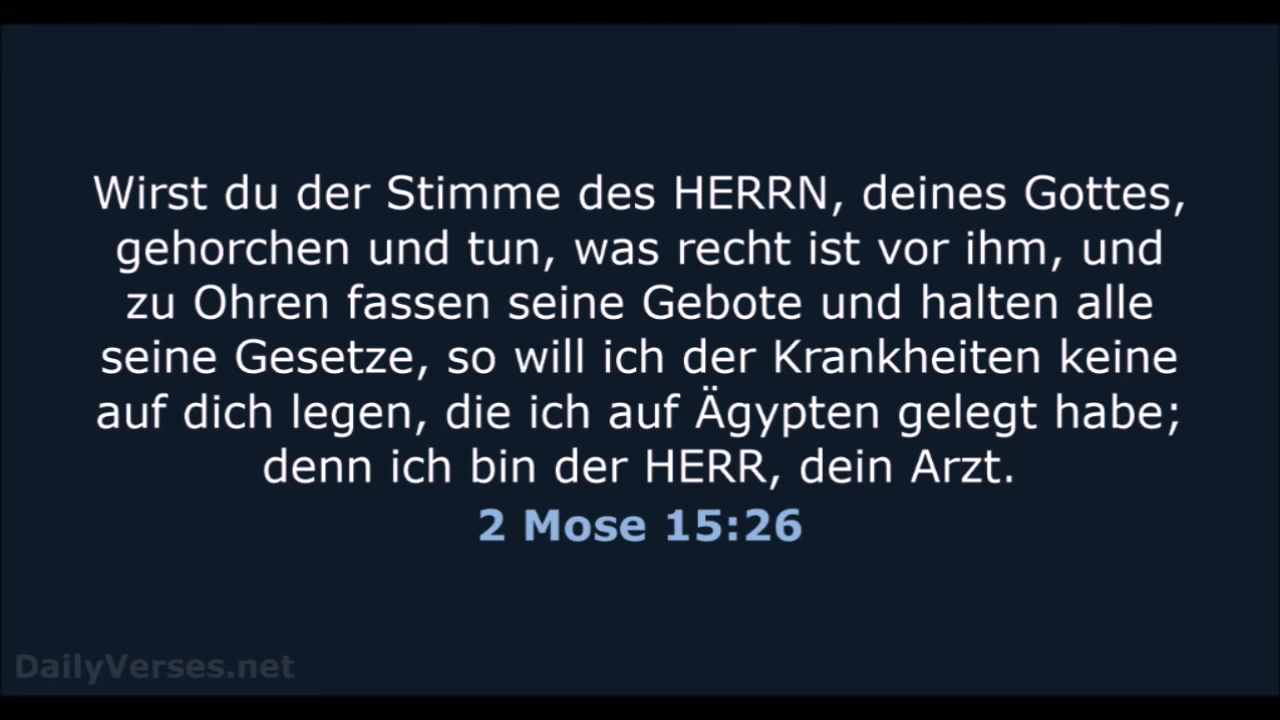 Wirst du der Stimme des HERRN, deines Gottes,
gehorchen und tun, was recht ist vor ihm, und
zu Ohren fassen seine Gebote und halten alle
seine Gesetze, so will ich der Krankheiten keine
auf dich legen, die ich auf Ägypten gelegt habe;
denn ich bin der HERR, dein Arzt.
2 Mose 15:26
DailyVerses.net